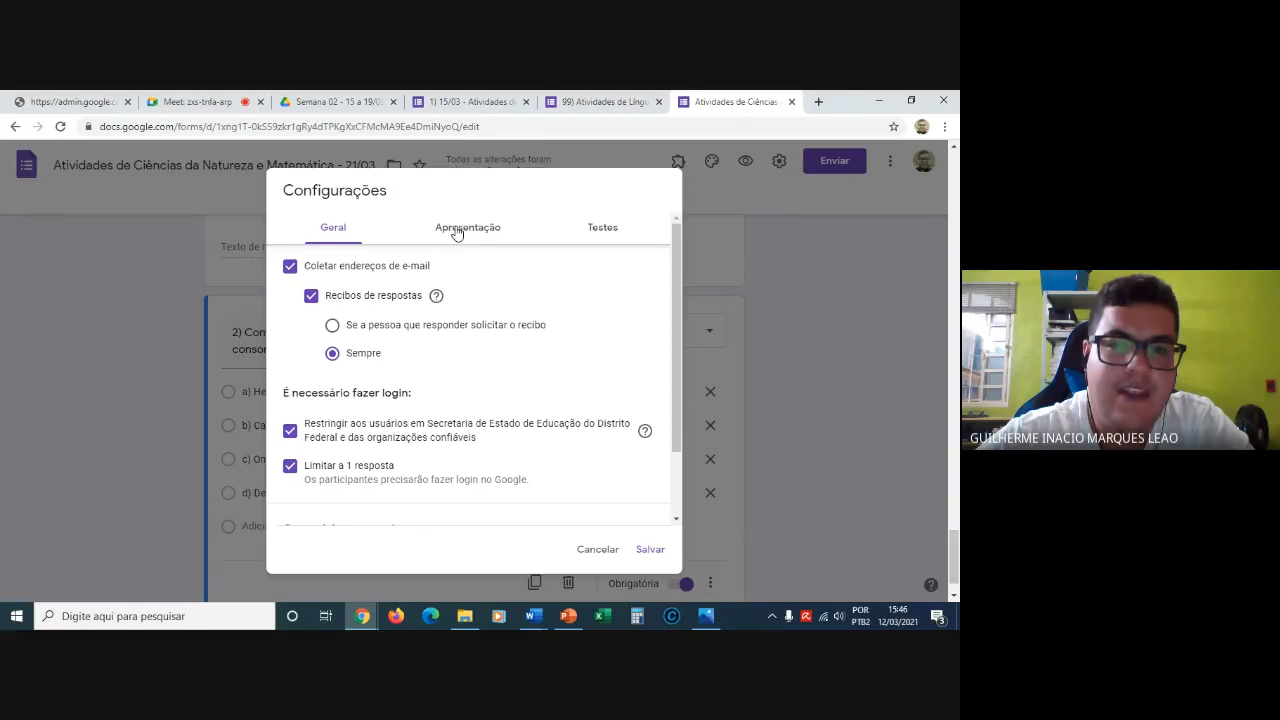 https://admin.google.c
Meet: zxs-tnfa-arp
Semana 02 - 15 a 19/03
1) 15/03 - Atividades de
99) Atividades de Língu
Atividades de Ciências
docs.google.com/forms/d/1xng1T-0kS59zkr1gRy4dTPKgXxCFMcMA9Ee4DmiNyoQ/edit
Atividades de Ciências da Natureza e Matemática - 21/03
Todas as alterações foram
Enviar
Configurações
Geral
Apresentação
Testes
Texto de r
Coletar endereços de e-mail
Recibos de respostas
Se a pessoa que responder solicitar o recibo
2) Com
conson
Sempre
É necessário fazer login:
a) He
Restringir aos usuários em Secretaria de Estado de Educação do Distrito
Federal e das organizações confiáveis
b) Ca
c) On
Limitar a 1 resposta
Os participantes precisarão fazer login no Google.
d) De
Adici
Cancelar
Salvar
Obrigatória
GUILHERME INACIO MARQUES LEAO
Digite aqui para pesquisar
POR
PTB2
15:46
12/03/2021
3